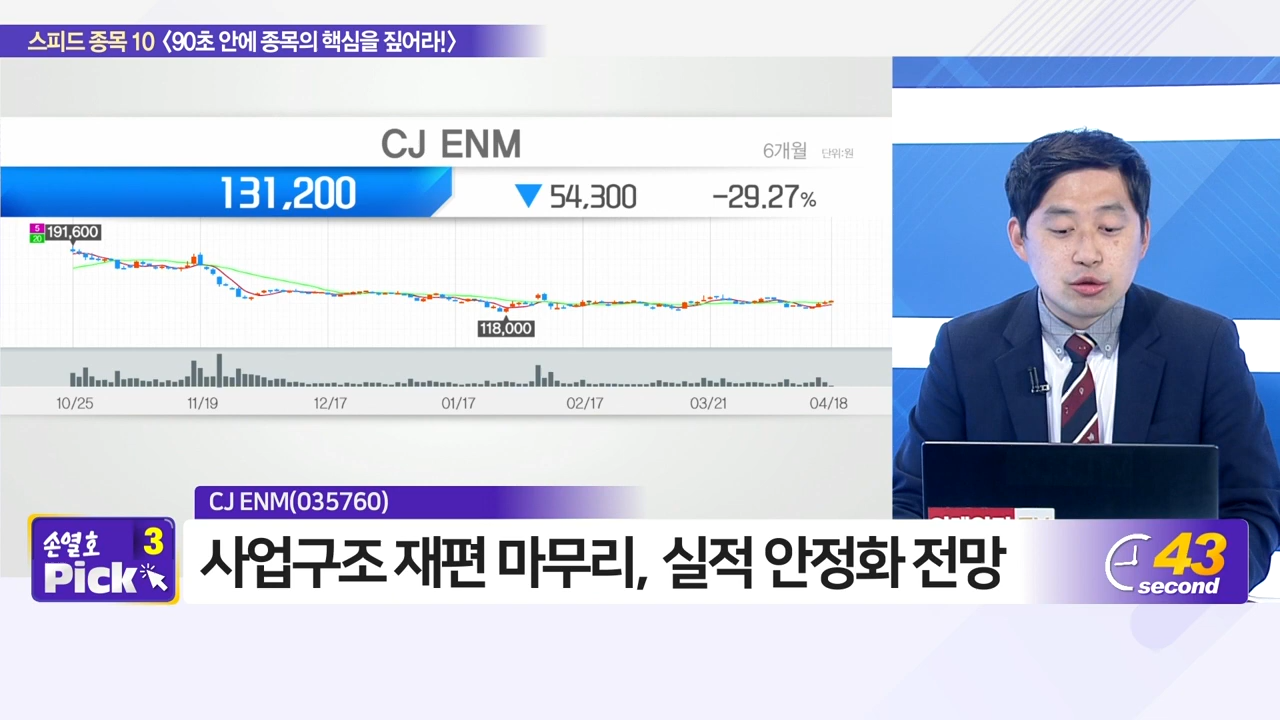 스피드 종목 10 〈90초 안에 종목의 핵심을 짚어라!〉
CJ ENM
6개월 단위:원
131,200 ▼ 54,300 -29.27%
5
20
191,600
118,000
10/25 11/19 12/17 01/17 02/17 03/21 04/18
CJ ENM(035760)
손열호 3
Pick
사업구조 재편 마무리, 실적 안정화 전망
43
second